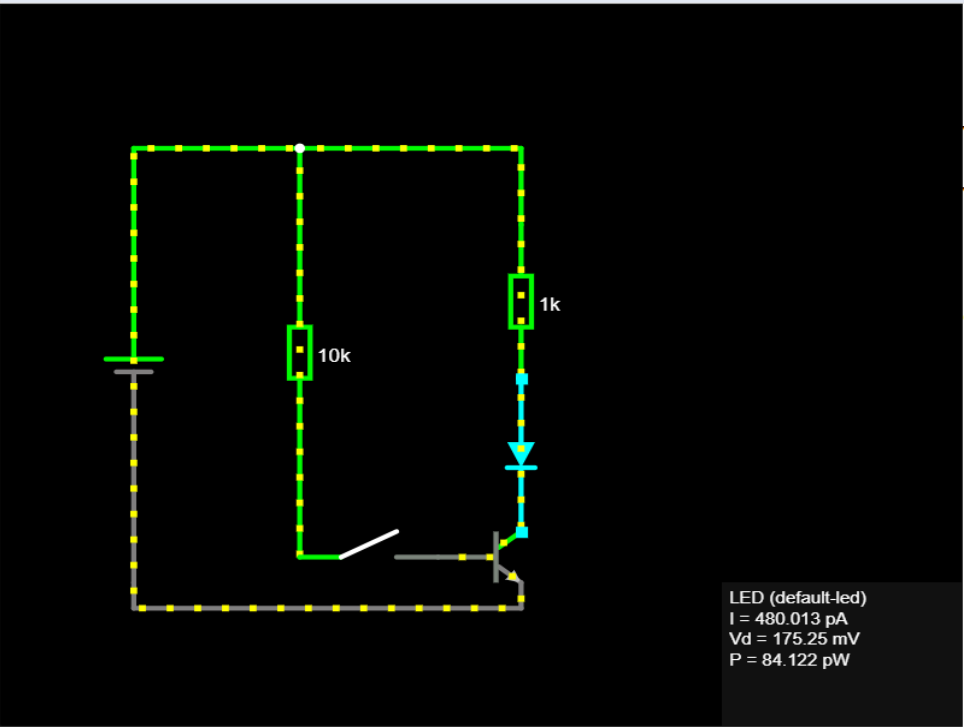 1k
10k
LED (default-led)
I = 480.013 pA
Vd = 175.25 mV
P = 84.122 pW